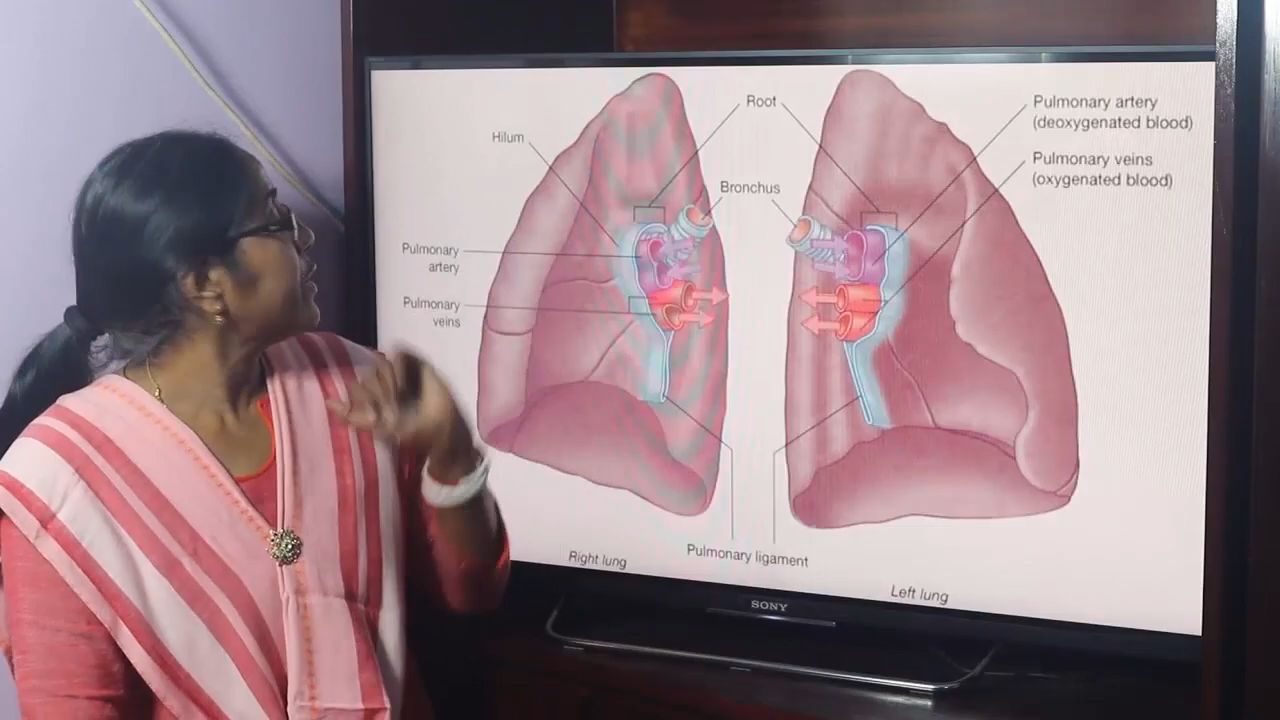 Root
Pulmonary artery
(deoxygenated blood)
Hilum
Pulmonary veins
(oxygenated blood)
Bronchus
Pulmonary
artery
Pulmonary
veins
Pulmonary ligament
Right lung
Left lung
SONY